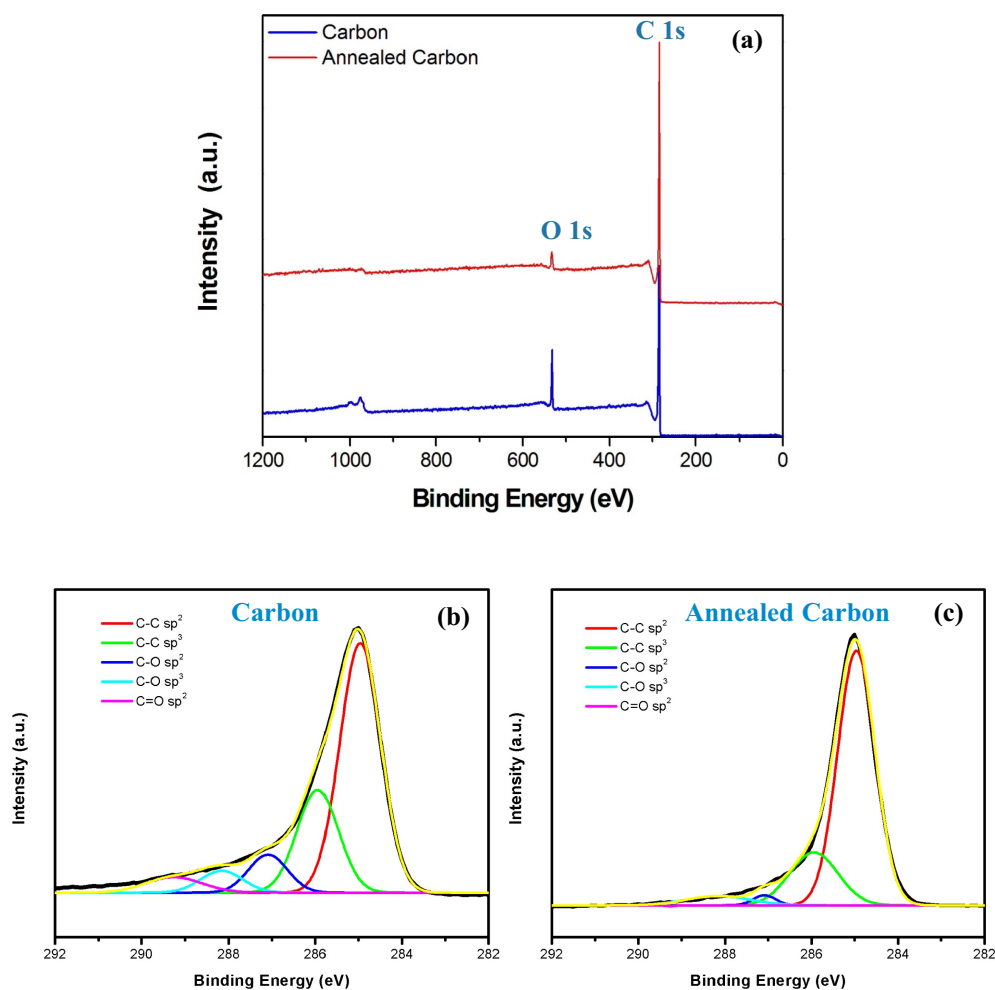 Carbon
Annealed Carbon
C 1s
(a)
O 1s
Intensity (a.u.)
1200 1000 800 600 400 200 0
Binding Energy (eV)
Carbon
(b)
C-C sp²
C-C sp³
C-O sp²
C-O sp³
C=O sp²
Intensity (a.u.)
292 290 288 286 284 282
Binding Energy (eV)
Annealed Carbon
(c)
C-C sp²
C-C sp³
C-O sp²
C-O sp³
C=O sp²
Intensity (a.u.)
292 290 288 286 284 282
Binding Energy (eV)